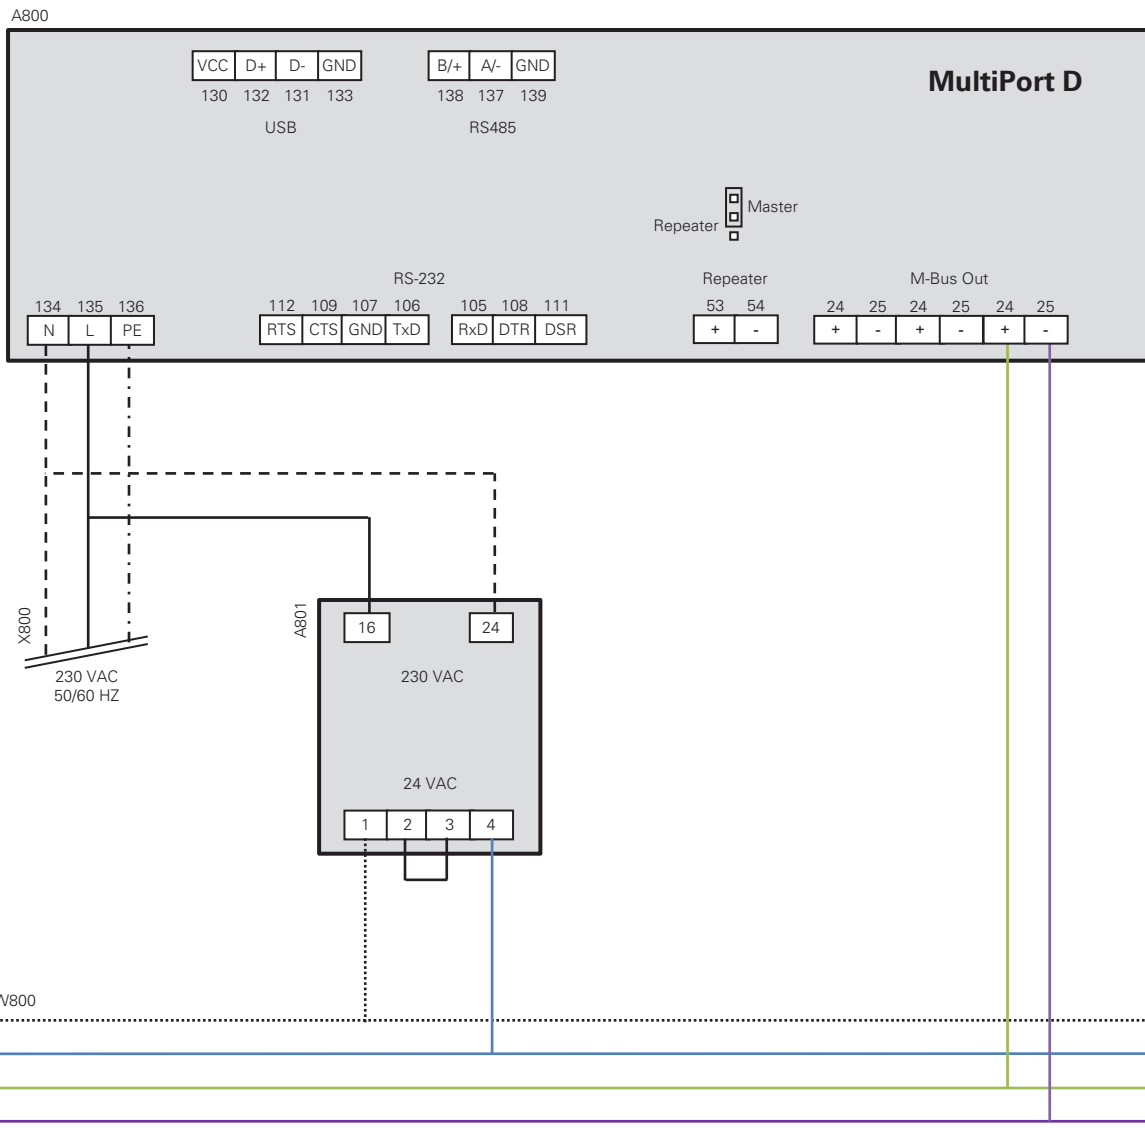 A800
VCC D+ D- GND B/+ A/- GND
MultiPort D
130 132 131 133 138 137 139
USB RS485
Master
Repeater
RS-232 Repeater M-Bus Out
134 135 136 112 109 107 106 105 108 111 53 54 24 25 24 25 24 25
N L PE RTS CTS GND TxD RxD DTR DSR + - + - + - + -
X800
A801
16 24
230 VAC
50/60 HZ
230 VAC
24 VAC
1 2 3 4
W800